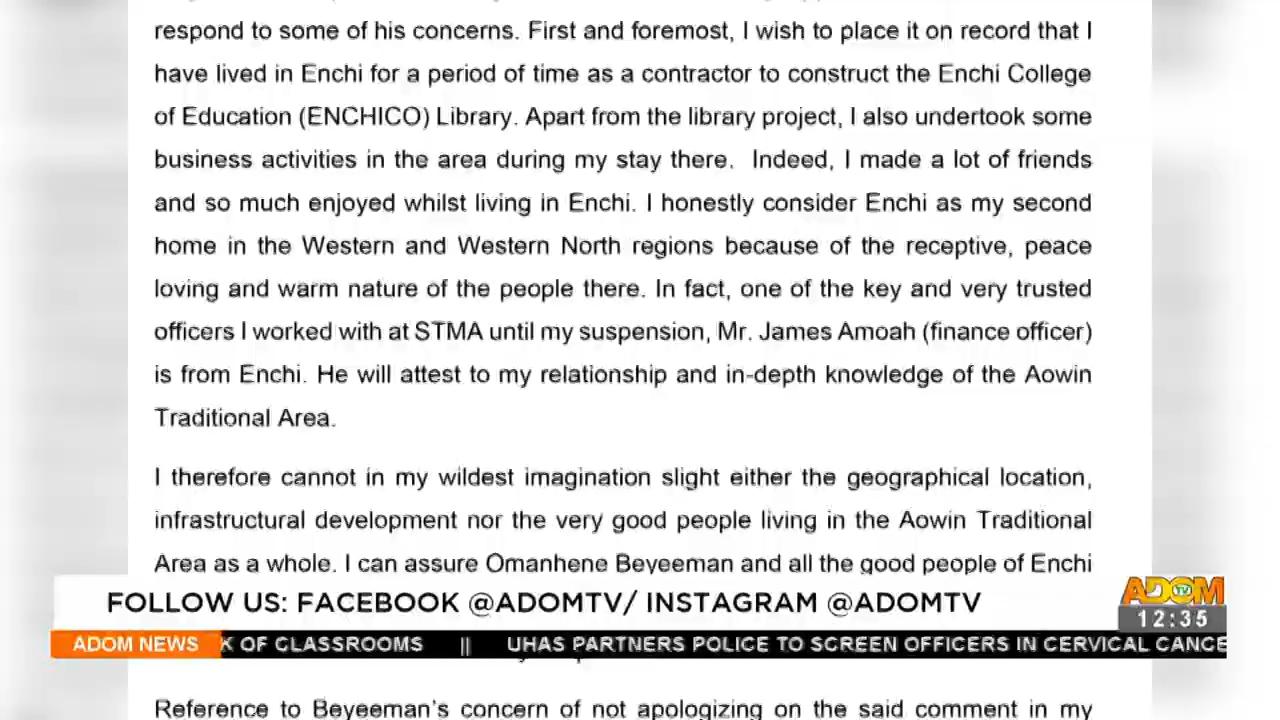 respond to some of his concerns. First and foremost, I wish to place it on record that I
have lived in Enchi for a period of time as a contractor to construct the Enchi College
of Education (ENCHICO) Library. Apart from the library project, I also undertook some
business activities in the area during my stay there. Indeed, I made a lot of friends
and so much enjoyed whilst living in Enchi. I honestly consider Enchi as my second
home in the Western and Western North regions because of the receptive, peace
loving and warm nature of the people there. In fact, one of the key and very trusted
officers I worked with at STMA until my suspension, Mr. James Amoah (finance officer)
is from Enchi. He will attest to my relationship and in-depth knowledge of the Aowin
Traditional Area.
I therefore cannot in my wildest imagination slight either the geographical location,
infrastructural development nor the very good people living in the Aowin Traditional
Area as a whole. I can assure Omanhene Beyeeman and all the good people of Enchi
FOLLOW US: FACEBOOK @ADOMTV/ INSTAGRAM @ADOMTV
ADOM TV
12:35
ADOM NEWS K OF CLASSROOMS || UHAS PARTNERS POLICE TO SCREEN OFFICERS IN CERVICAL CANCE
Reference to Beyeeman's concern of not apologizing on the said comment in my